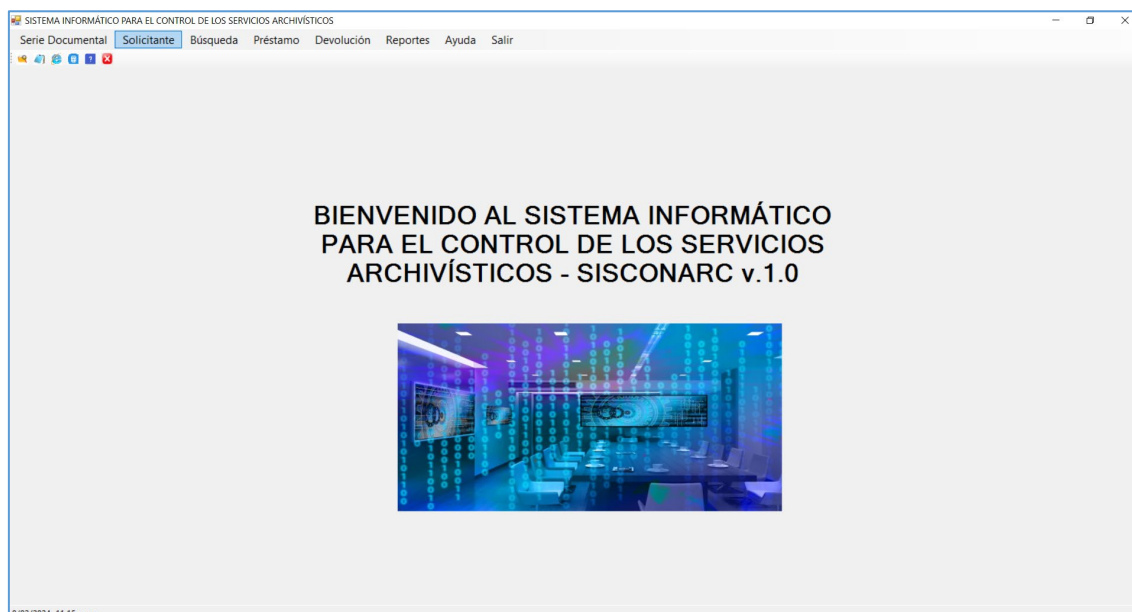 SISTEMA INFORMÁTICO PARA EL CONTROL DE LOS SERVICIOS ARCHIVÍSTICOS
Serie Documental Solicitante Búsqueda Préstamo Devolución Reportes Ayuda Salir
BIENVENIDO AL SISTEMA INFORMÁTICO
PARA EL CONTROL DE LOS SERVICIOS
ARCHIVÍSTICOS - SISCONARC v.1.0